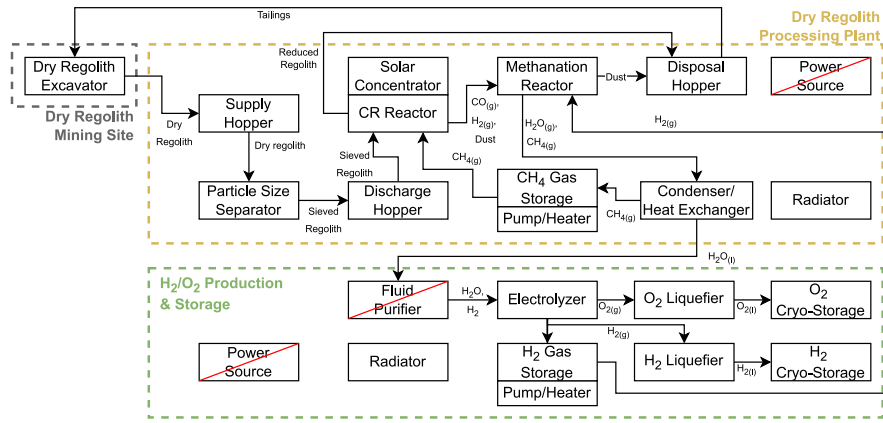 Tailings
Dry Regolith
Processing Plant
Dry Regolith
Excavator
Dry Regolith
Mining Site
Dry
Regolith
Supply
Hopper
Dry regolith
Particle Size
Separator
Sieved
Regolith
Reduced
Regolith
Solar
Concentrator
CR Reactor
Sieved
Regolith
Discharge
Hopper
CO(g),
H2(g),
Dust
CH4(g)
Methanation
Reactor
Dust
Disposal
Hopper
Power
Source
H2(g)
H2O(g),
CH4(g)
CH4 Gas
Storage
Pump/Heater
CH4(g)
Condenser/
Heat Exchanger
Radiator
H2O(l)
H2/O2 Production
& Storage
Fluid
Purifier
H2O,
H2
Electrolyzer
O2(g)
O2 Liquefier
O2(l)
O2
Cryo-Storage
Power
Source
Radiator
H2(g)
H2 Gas
Storage
Pump/Heater
H2 Liquefier
H2(l)
H2
Cryo-Storage